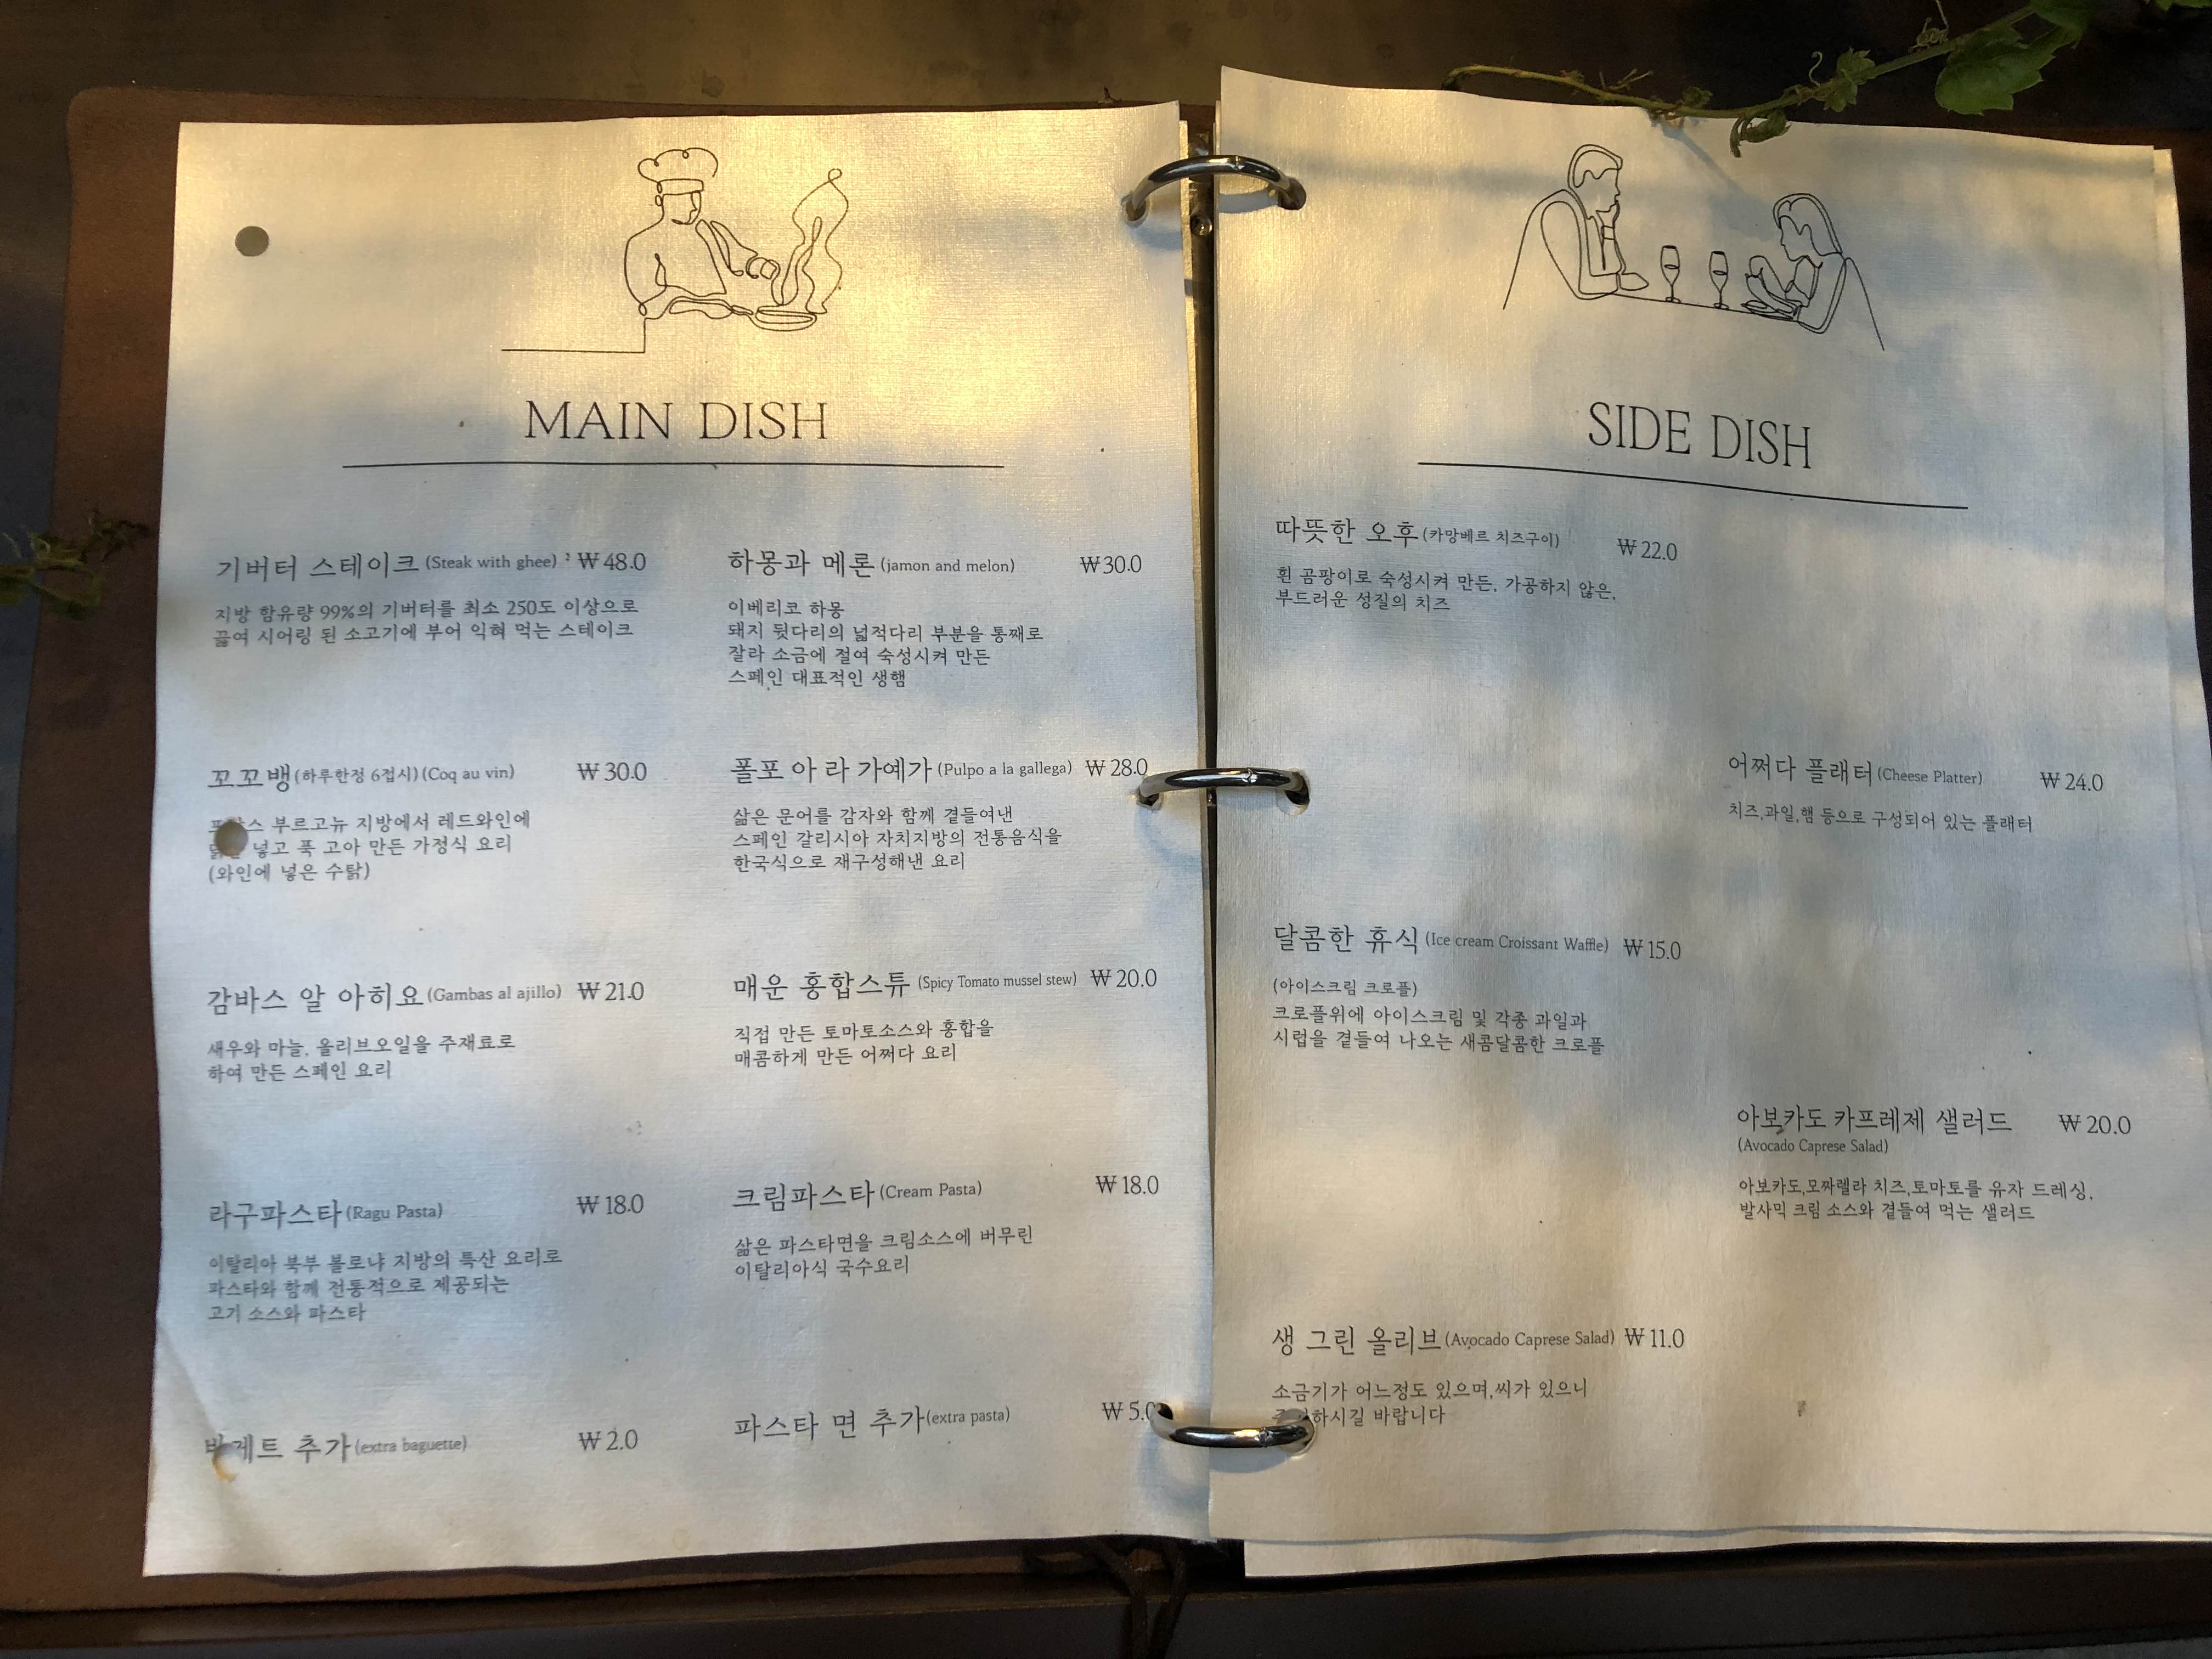 MAIN DISH
기버터 스테이크 (Steak with ghee) ₩ 48.0
지방 함유량 99%의 기버터를 최소 250도 이상으로
끓여 시어링 된 소고기에 부어 익혀 먹는 스테이크
꼬꼬뱅 (하루한정 6접시) (Coq au vin) ₩ 30.0
부르고뉴 지방에서 레드와인에
넣고 푹 고아 만든 가정식 요리
(와인에 넣은 수탉)
감바스 알 아히요 (Gambas al ajillo) ₩ 21.0
새우와 마늘, 올리브오일을 주재료로
하여 만든 스페인 요리
라구파스타 (Ragu Pasta) ₩ 18.0
이탈리아 북부 볼로냐 지방의 특산 요리로
파스타와 함께 전통적으로 제공되는
고기 소스와 파스타
바게트 추가 (extra baguette) ₩ 2.0
하몽과 메론 (jamon and melon) ₩ 30.0
이베리코 하몽
돼지 뒷다리의 넓적다리 부분을 통째로
잘라 소금에 절여 숙성시켜 만든
스페인 대표적인 생햄
폴포 아 라 가예가 (Pulpo a la gallega) ₩ 28.0
삶은 문어를 감자와 함께 곁들여낸
스페인 갈리시아 자치지방의 전통음식을
한국식으로 재구성해낸 요리
매운 홍합스튜 (Spicy Tomato mussel stew) ₩ 20.0
직접 만든 토마토소스와 홍합을
매콤하게 만든 어쩌다 요리
크림파스타 (Cream Pasta) ₩ 18.0
삶은 파스타면을 크림소스에 버무린
이탈리아식 국수요리
파스타 면 추가 (extra pasta) ₩ 5.0
SIDE DISH
따뜻한 오후 (카망베르 치즈구이) ₩ 22.0
흰 곰팡이로 숙성시켜 만든, 가공하지 않은,
부드러운 성질의 치즈
어쩌다 플래터 (Cheese Platter) ₩ 24.0
치즈,과일,햄 등으로 구성되어 있는 플래터
달콤한 휴식 (Ice cream Croissant Waffle) ₩ 15.0
(아이스크림 크로플)
크로플위에 아이스크림 및 각종 과일과
시럽을 곁들여 나오는 새콤달콤한 크로플
아보카도 카프레제 샐러드 ₩ 20.0
(Avocado Caprese Salad)
아보카도,모짜렐라 치즈,토마토를 유자 드레싱,
발사믹 크림 소스와 곁들여 먹는 샐러드
생 그린 올리브 (Avocado Caprese Salad) ₩ 11.0
소금기가 어느정도 있으며,씨가 있으니
바랍니다